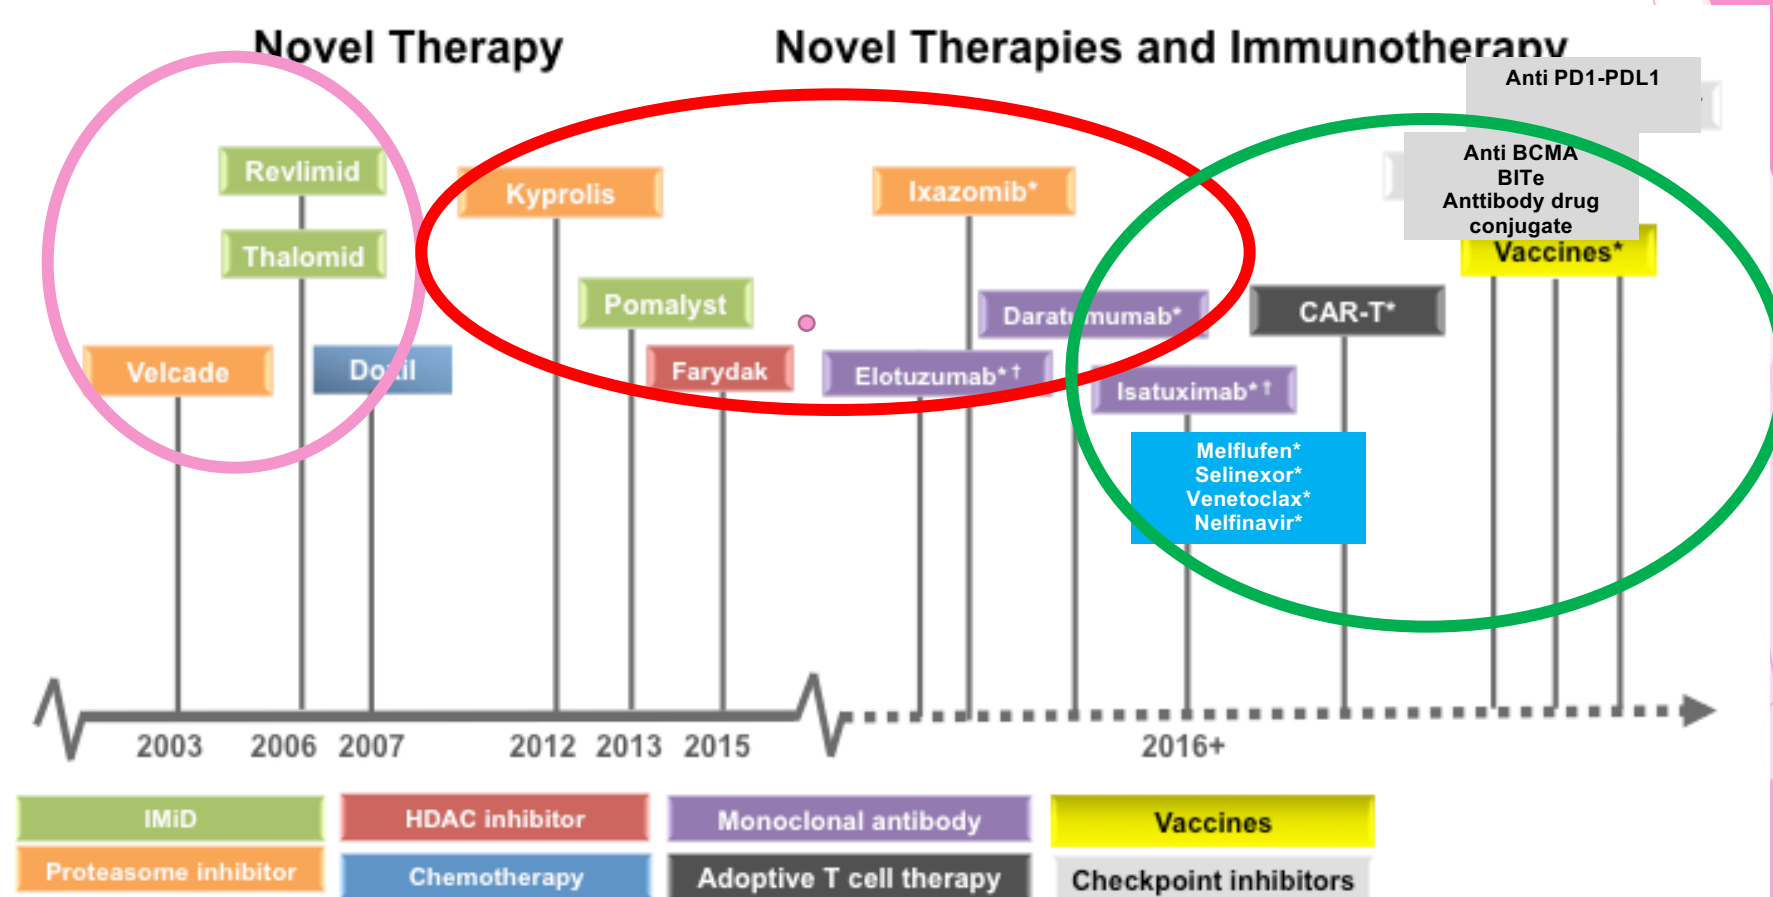 Novel Therapy
Novel Therapies and Immunotherapy
Anti PD1-PDL1
Anti BCMA
BITe
Anttibody drug
conjugate
Revlimid
Kyprolis
Ixazomib*
Thalomid
Vaccines*
Pomalyst
Daratumumab*
CAR-T*
Velcade
Doxil
Farydak
Elotuzumab*†
Isatuximab*†
Melflufen*
Selinexor*
Venetoclax*
Nelfinavir*
2003 2006 2007 2012 2013 2015 2016+
IMiD
HDAC inhibitor
Monoclonal antibody
Vaccines
Proteasome inhibitor
Chemotherapy
Adoptive T cell therapy
Checkpoint inhibitors